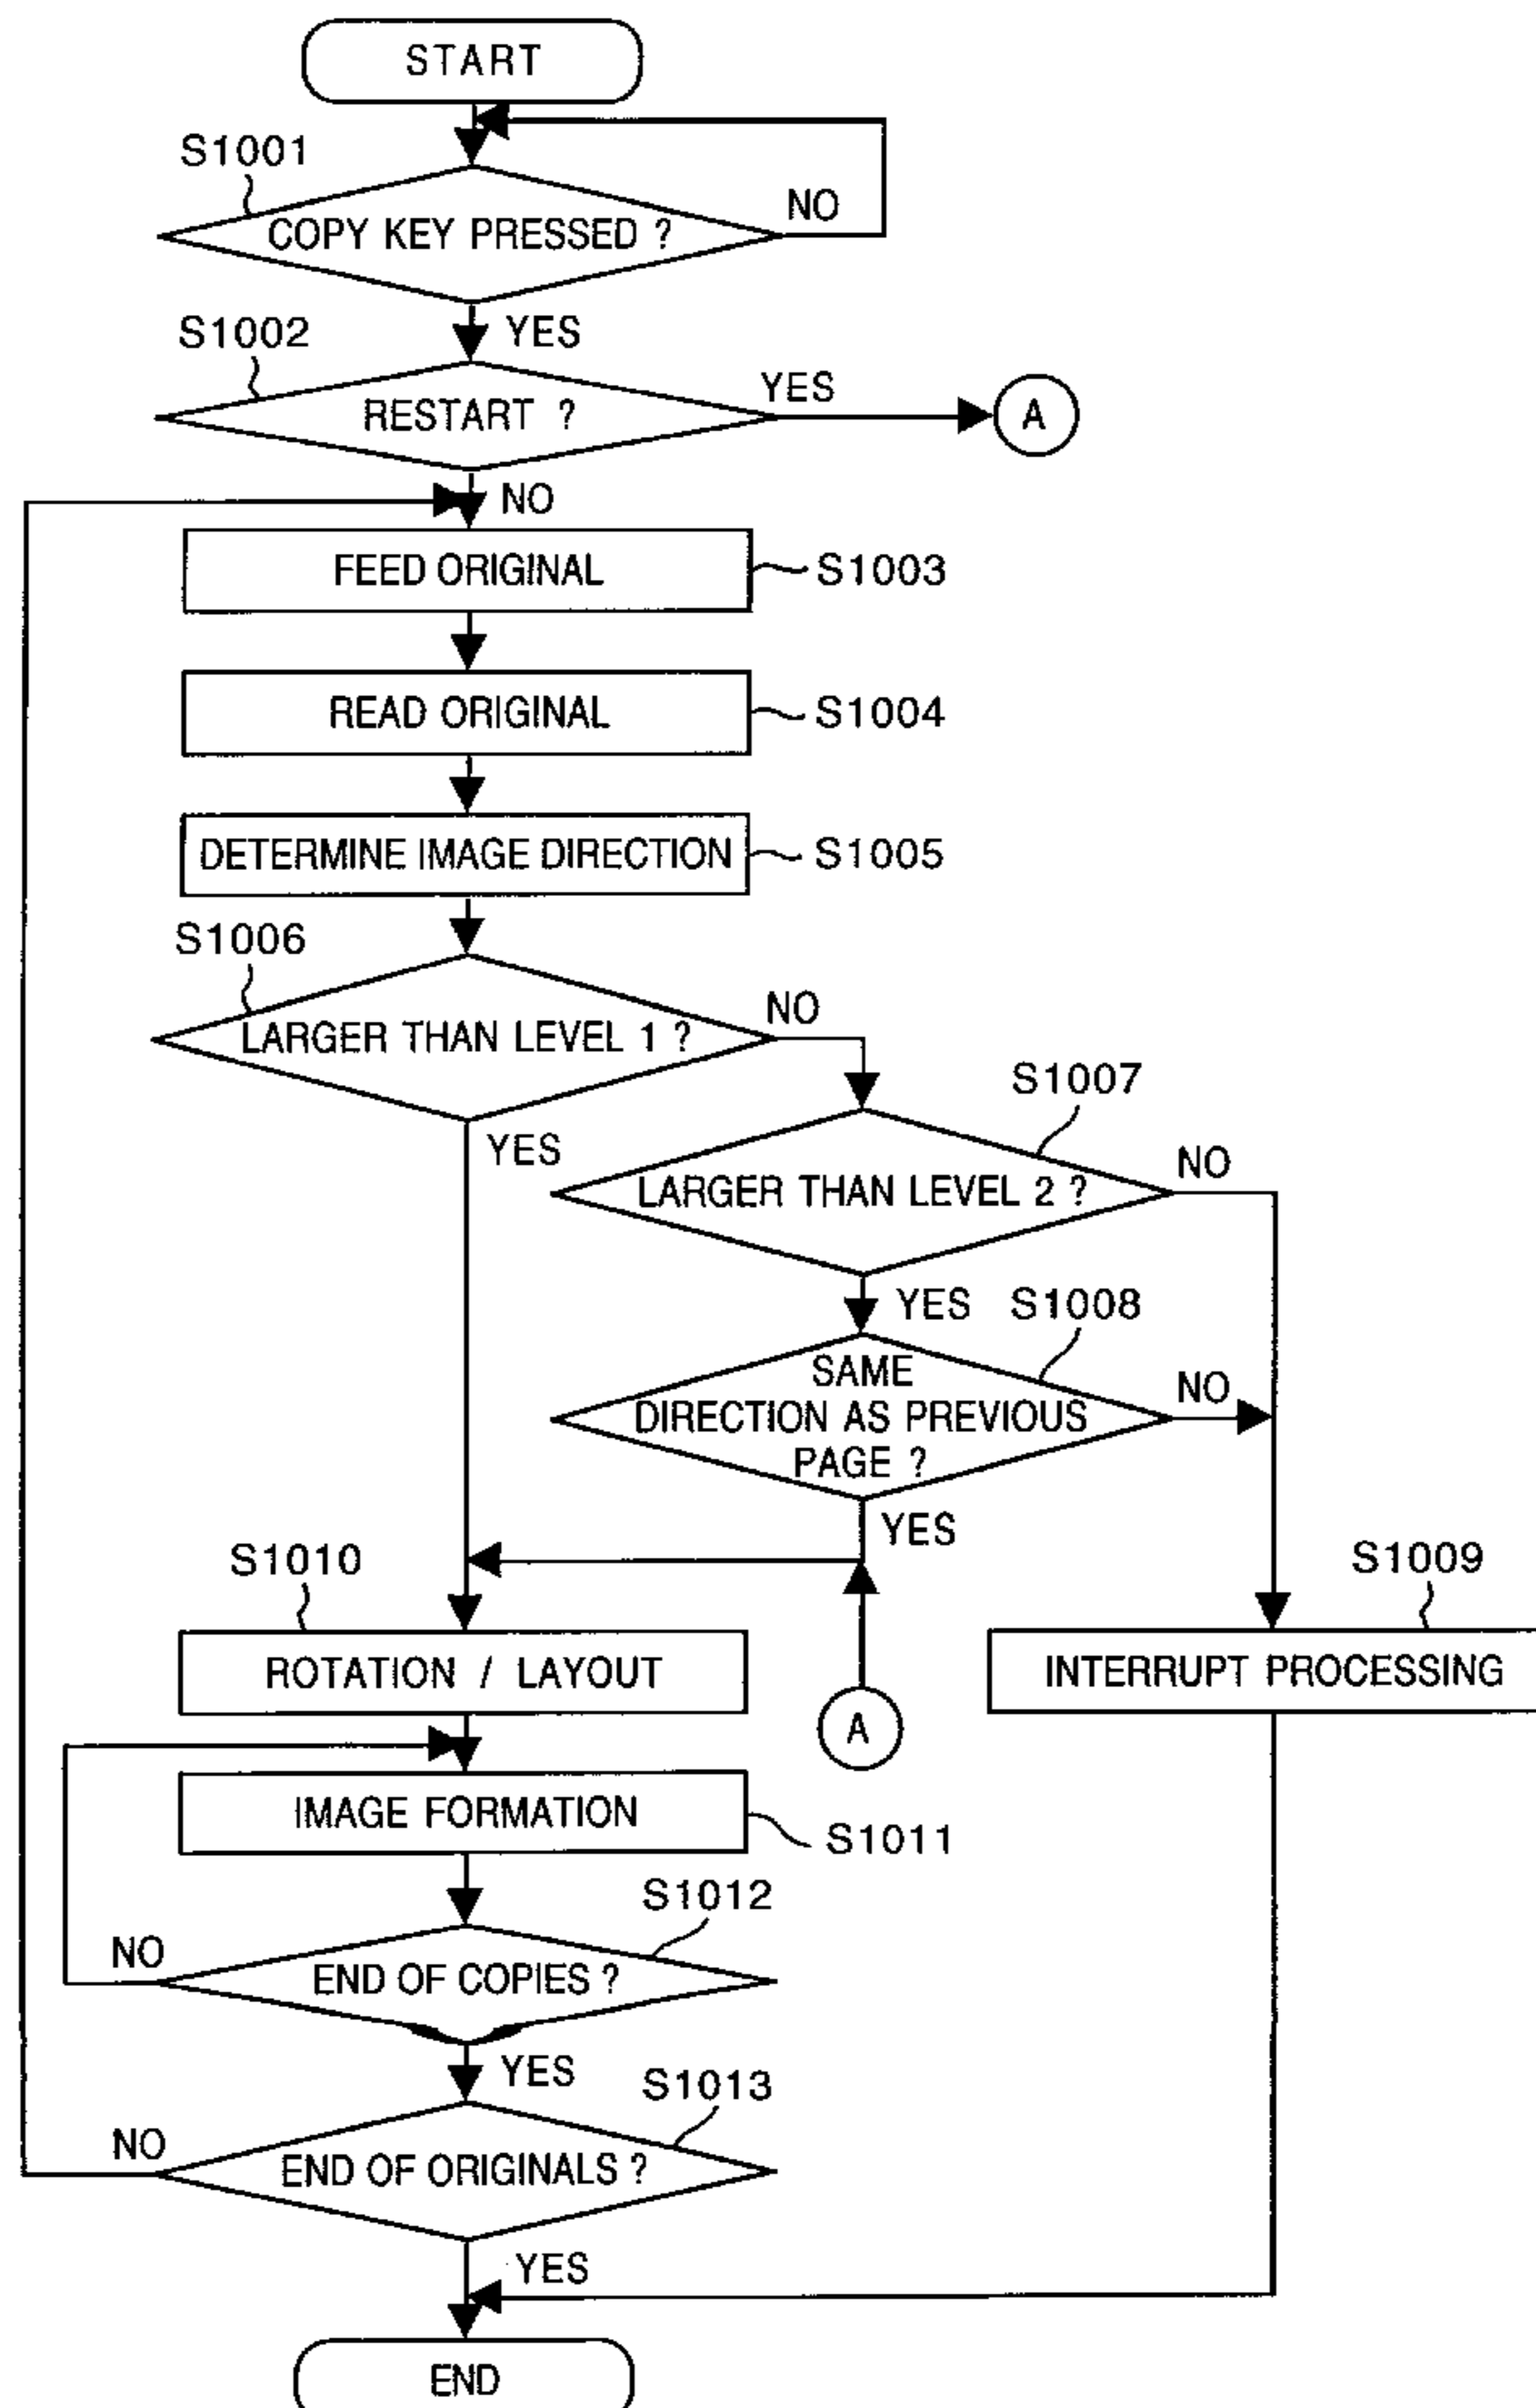 START
S1001
NO
COPY KEY PRESSED ?
S1002
YES
YES
RESTART ?
A
NO
FEED ORIGINAL
S1003
READ ORIGINAL
S1004
DETERMINE IMAGE DIRECTION
S1005
S1006
NO
LARGER THAN LEVEL 1 ?
S1007
YES
NO
LARGER THAN LEVEL 2 ?
YES
S1008
SAME
DIRECTION AS PREVIOUS
PAGE ?
NO
YES
S1010
S1009
ROTATION / LAYOUT
INTERRUPT PROCESSING
A
IMAGE FORMATION
S1011
S1012
NO
END OF COPIES ?
YES
S1013
NO
END OF ORIGINALS ?
YES
END